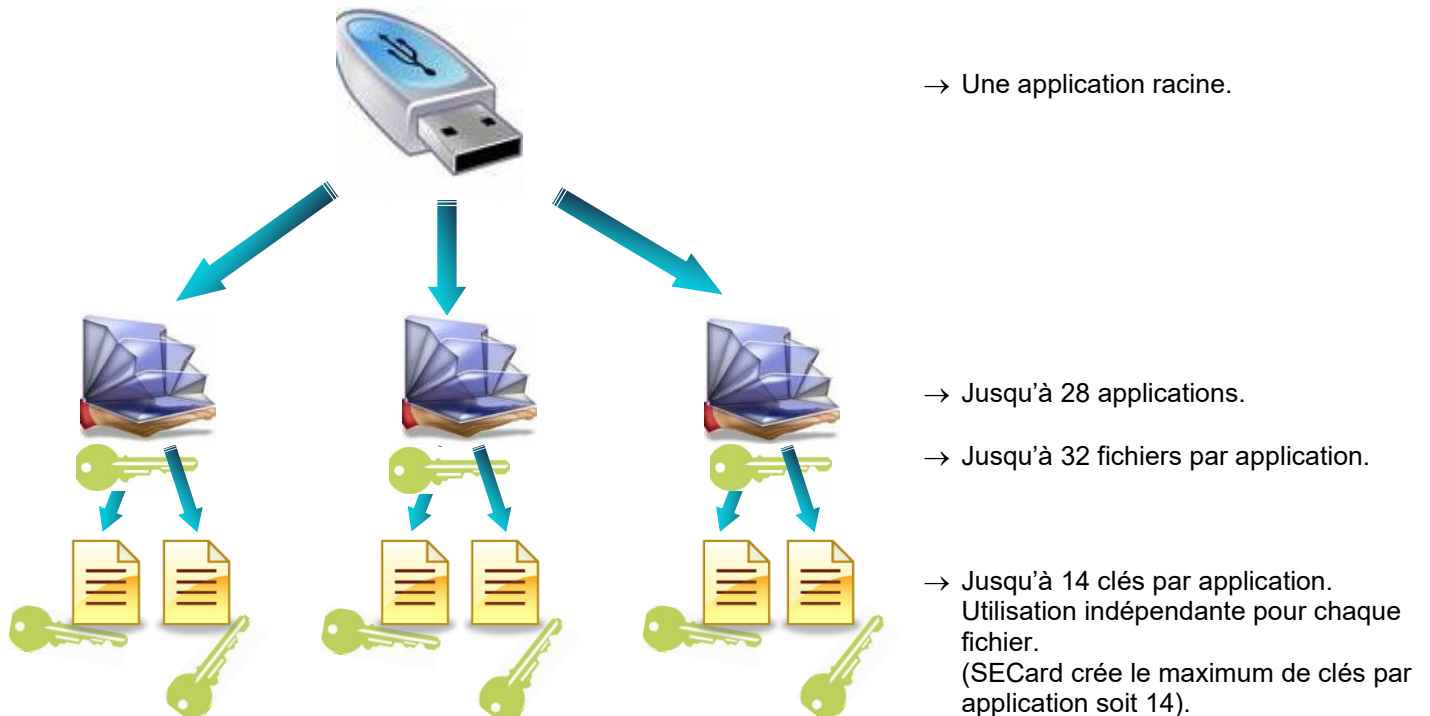 → Une application racine.
→ Jusqu’à 28 applications.
→ Jusqu’à 32 fichiers par application.
→ Jusqu’à 14 clés par application.
Utilisation indépendante pour chaque
fichier.
(SECard crée le maximum de clés par
application soit 14).